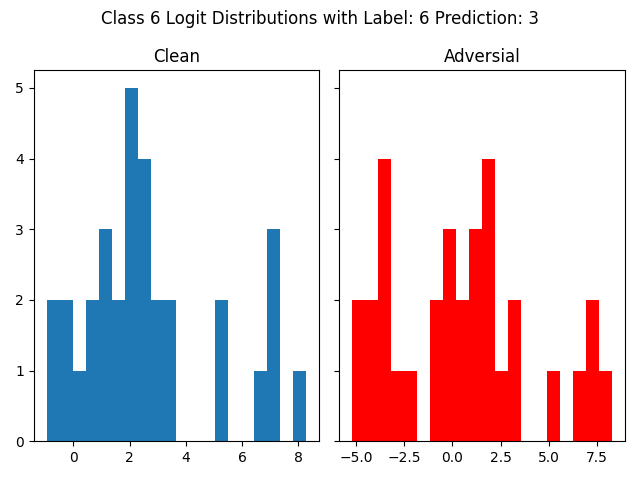 Class 6 Logit Distributions with Label: 6 Prediction: 3
Clean
Adversial
5
4
3
2
1
0
0 2 4 6 8
−5.0 −2.5 0.0 2.5 5.0 7.5